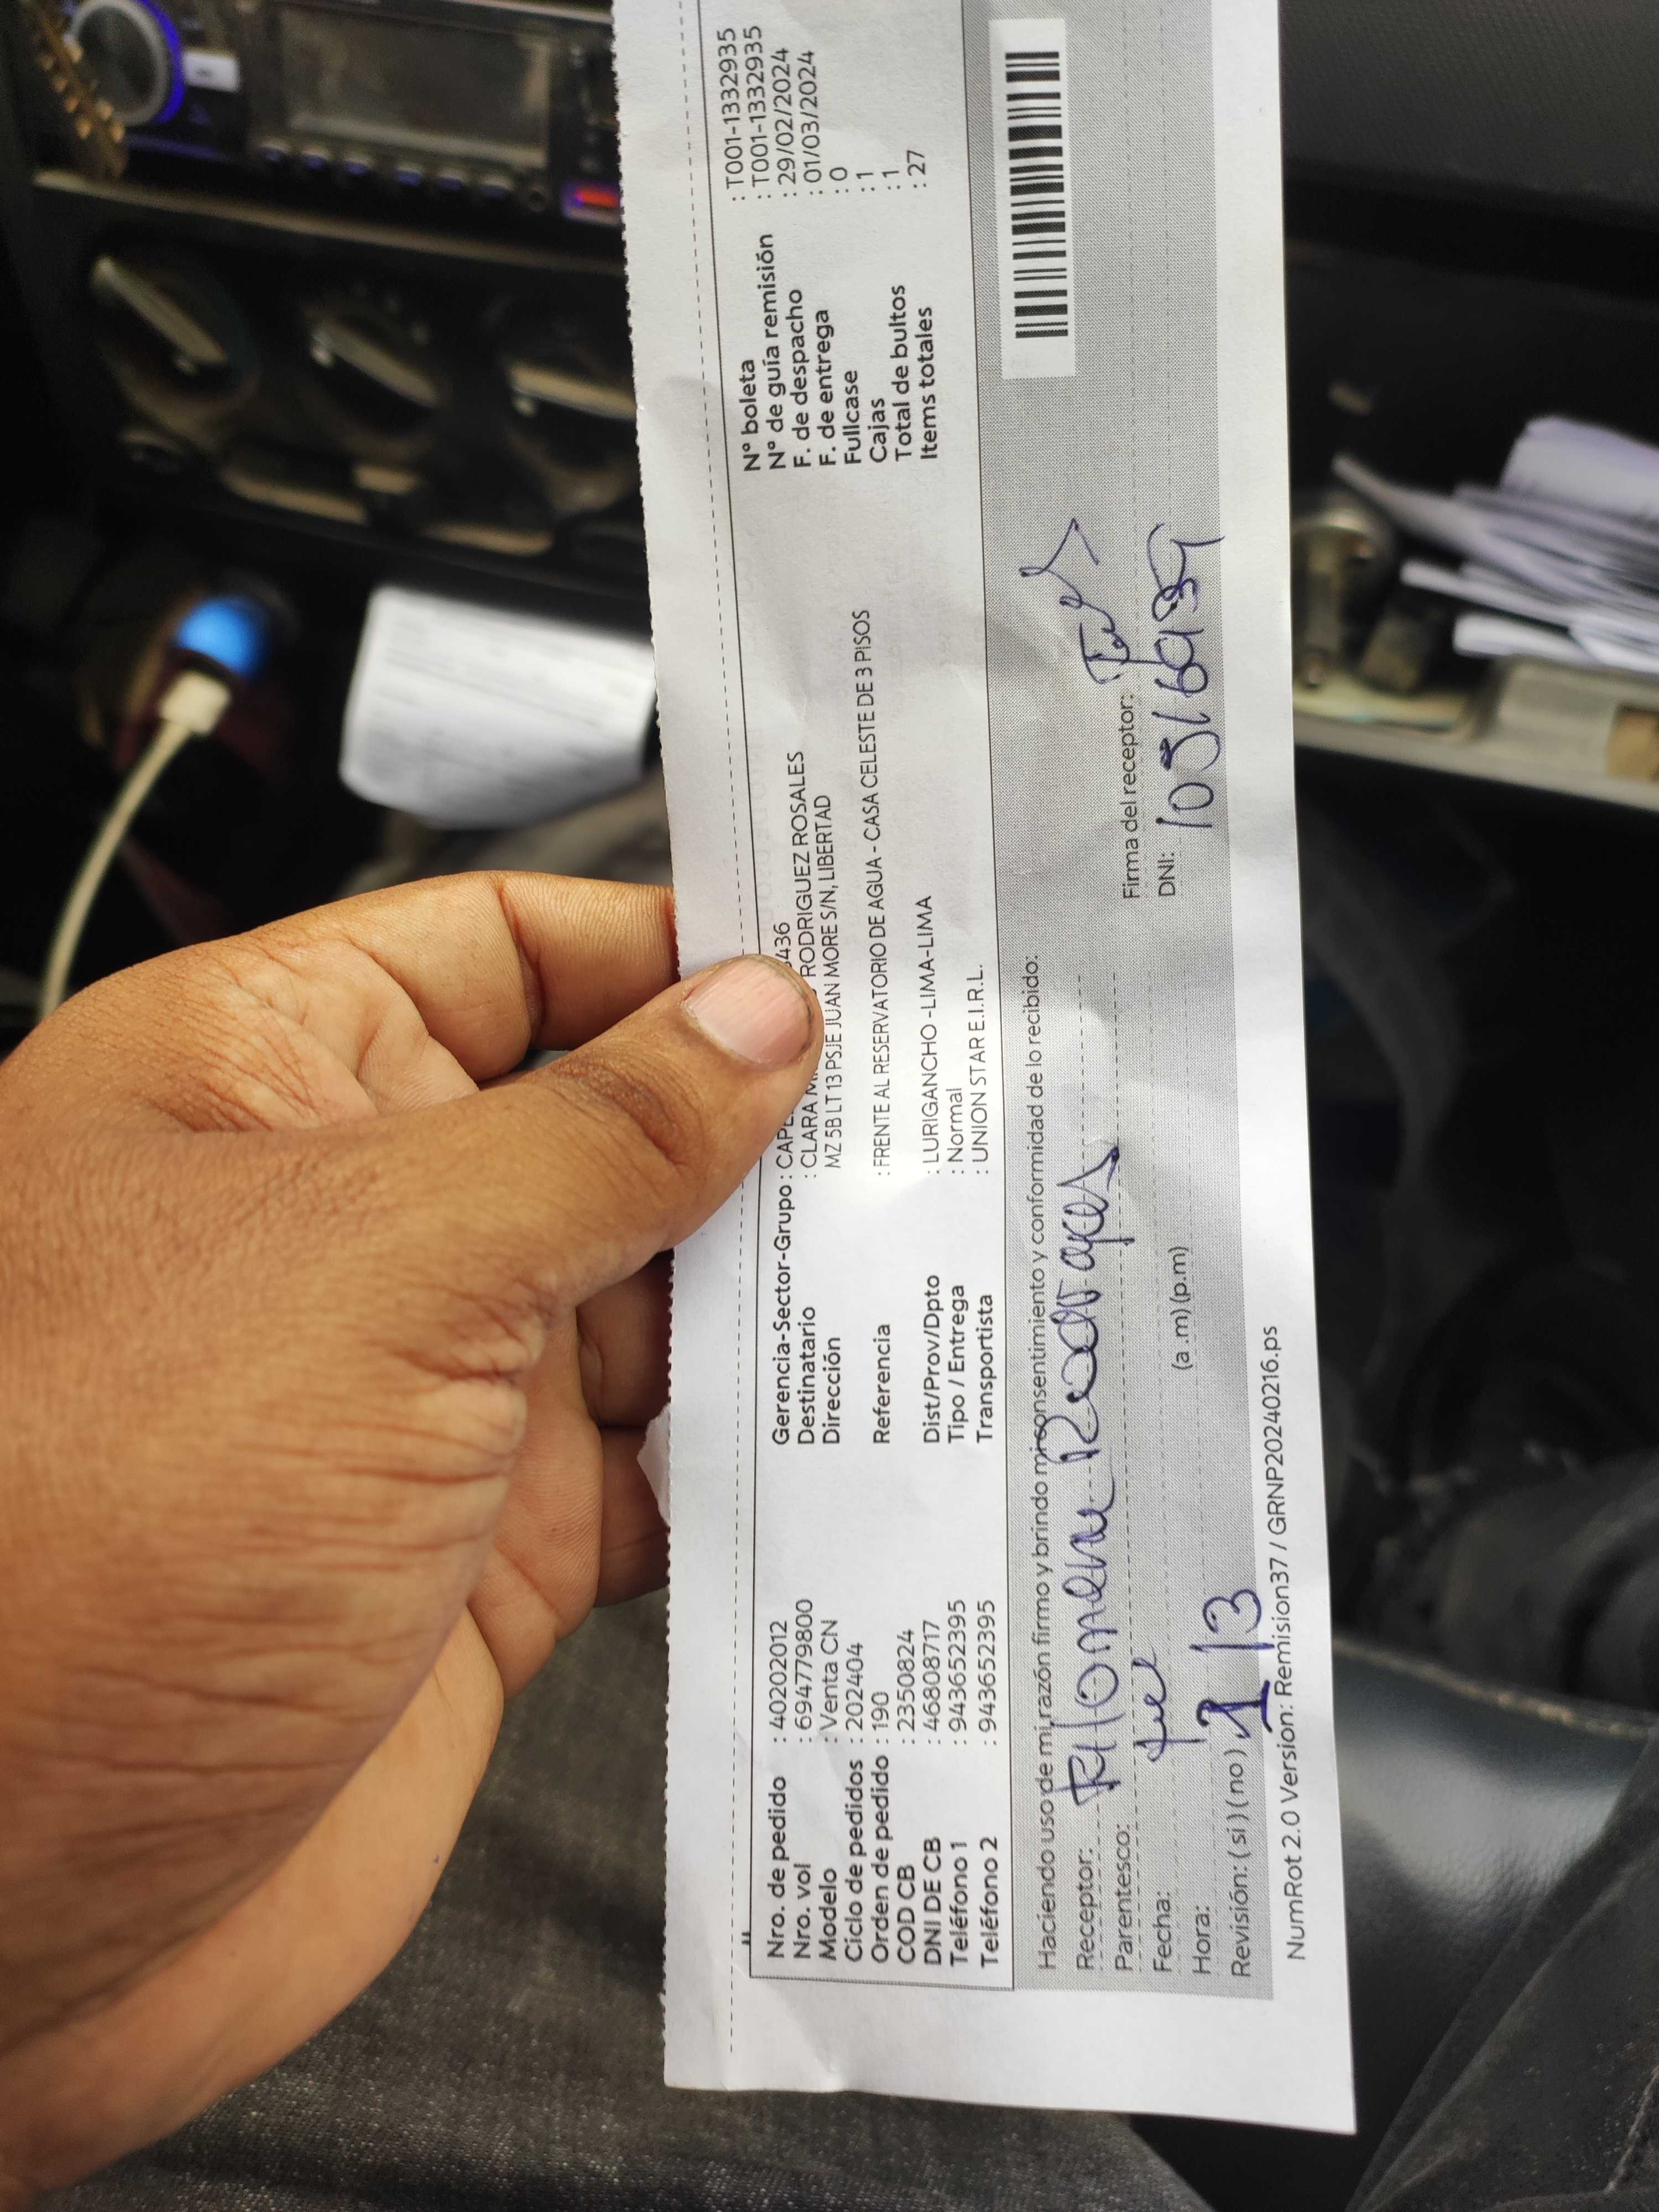 Nro. de pedido : 40202012
Nro. vol : 694779800
Modelo : Venta CN
Ciclo de pedidos : 202404
Orden de pedido : 190
COD CB : 2350824
DNI DE CB : 46808717
Teléfono 1 : 943652395
Teléfono 2 : 943652395
Gerencia-Sector-Grupo :
Destinatario : CLARA RODRIGUEZ ROSALES
Dirección MZ 5B LT 13 PSJE JUAN MORE S/N, LIBERTAD
Referencia : FRENTE AL RESERVATORIO DE AGUA - CASA CELESTE DE 3 PISOS
Dist/Prov/Dpto : LURIGANCHO -LIMA-LIMA
Tipo / Entrega : Normal
Transportista : UNION STAR E.I.R.L.
N° boleta : T001-1332935
N° de guía remisión : T001-1332935
F. de despacho : 29/02/2024
F. de entrega : 01/03/2024
Fullcase : 0
Cajas : 1
Total de bultos : 1
Items totales : 27
Haciendo uso de mi razón firmo y brindo mi consentimiento y conformidad de lo recibido:
Receptor:
Parentesco:
Fecha:
Hora: (a .m) (p.m)
Revisión: ( si ) ( no ) 1 13
Firma del receptor:
DNI:
NumRot 2.0 Version: Remision37 / GRNP20240216.ps